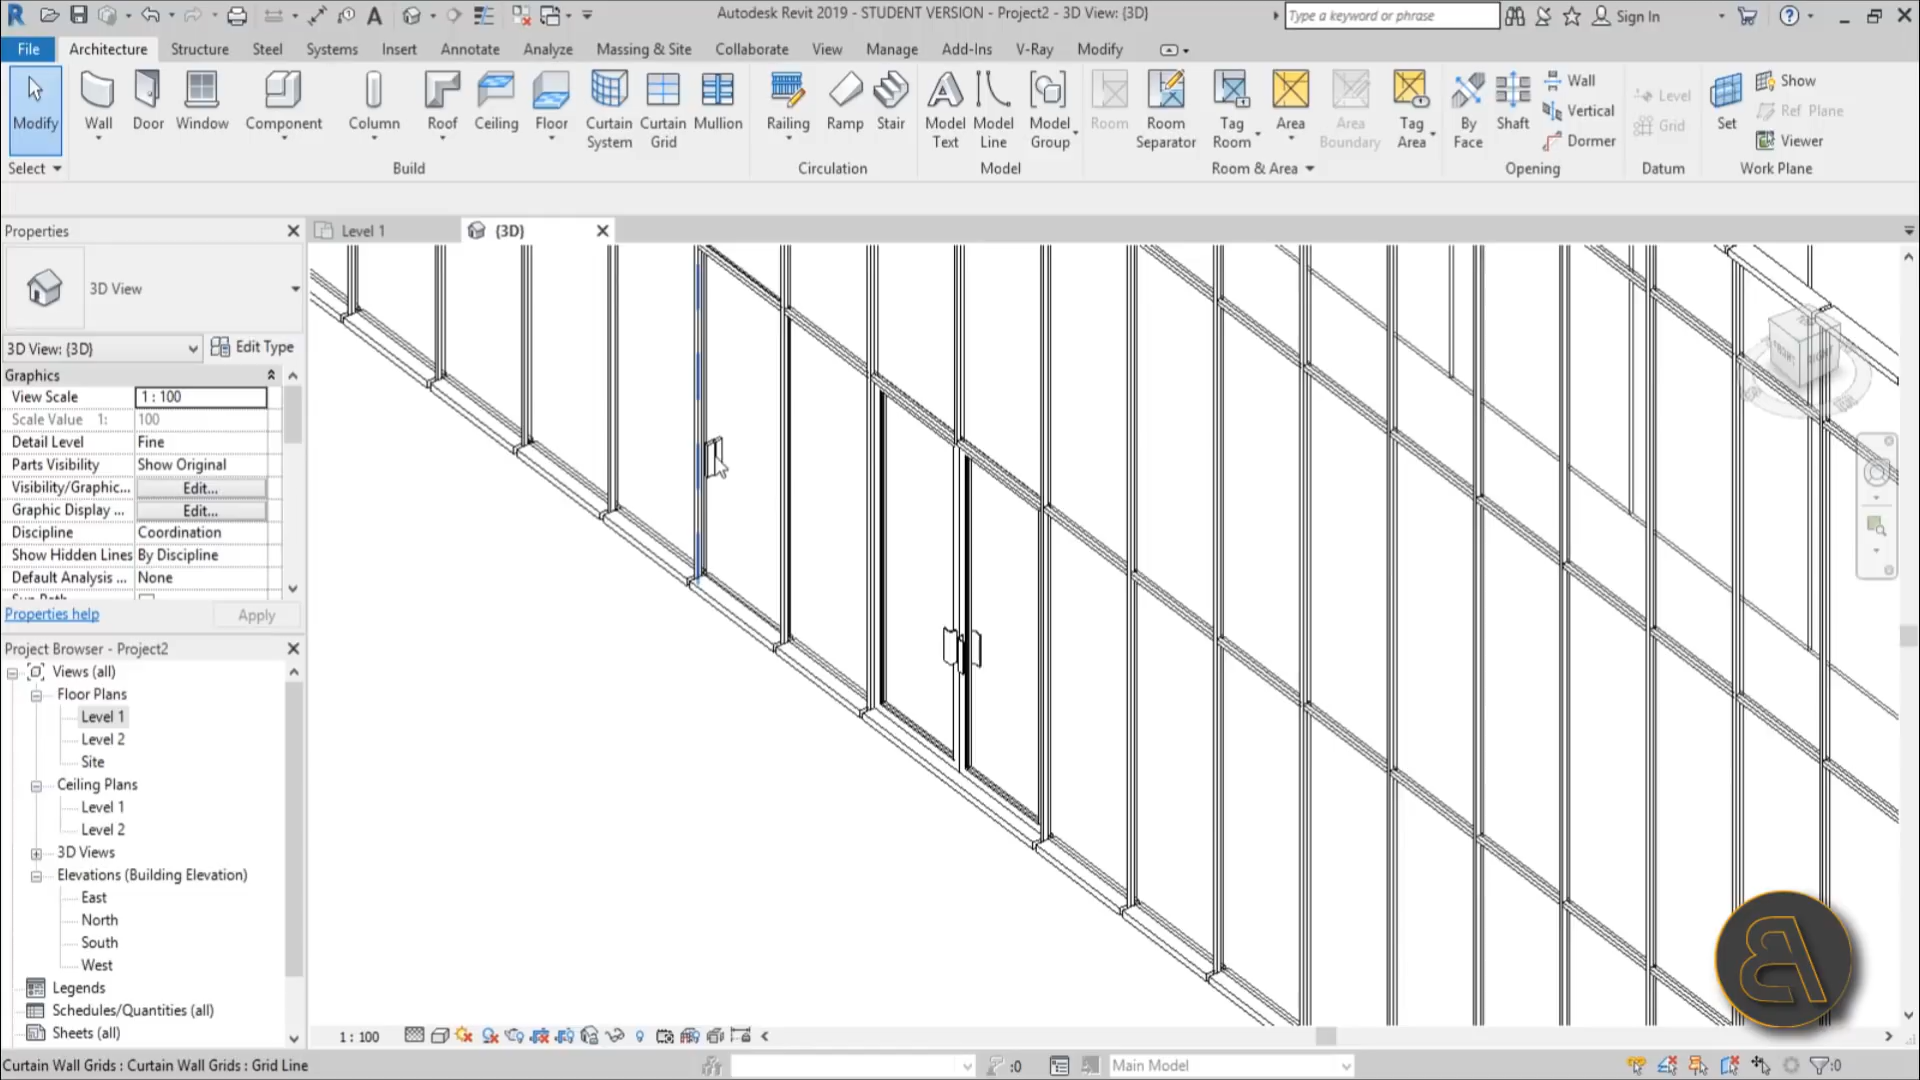 Autodesk Revit 2019 - STUDENT VERSION - Project2 - 3D View: {3D}
Type a keyword or phrase
Sign In
File Architecture Structure Steel Systems Insert Annotate Analyze Massing & Site Collaborate View Manage Add-Ins V-Ray Modify
Modify
Wall
Door
Window
Component
Column
Roof
Ceiling
Floor
Curtain System
Curtain Grid
Mullion
Railing
Ramp
Stair
Model Text
Model Line
Model Group
Room
Room Separator
Tag Room
Area
Area Boundary
Tag Area
By Face
Shaft
Wall
Vertical
Dormer
Level
Grid
Set
Show
Ref Plane
Viewer
Select
Build
Circulation
Model
Room & Area
Opening
Datum
Work Plane
Properties
Level 1
{3D}
3D View
3D View: {3D}
Edit Type
Graphics
View Scale 1 : 100
Scale Value 1: 100
Detail Level Fine
Parts Visibility Show Original
Visibility/Graphic... Edit...
Graphic Display ... Edit...
Discipline Coordination
Show Hidden Lines By Discipline
Default Analysis ... None
Properties help
Apply
Project Browser - Project2
Views (all)
Floor Plans
Level 1
Level 2
Site
Ceiling Plans
Level 1
Level 2
3D Views
Elevations (Building Elevation)
East
North
South
West
Legends
Schedules/Quantities (all)
Sheets (all)
FRONT
RIGHT
1 : 100
Curtain Wall Grids : Curtain Wall Grids : Grid Line
:0
Main Model
:0